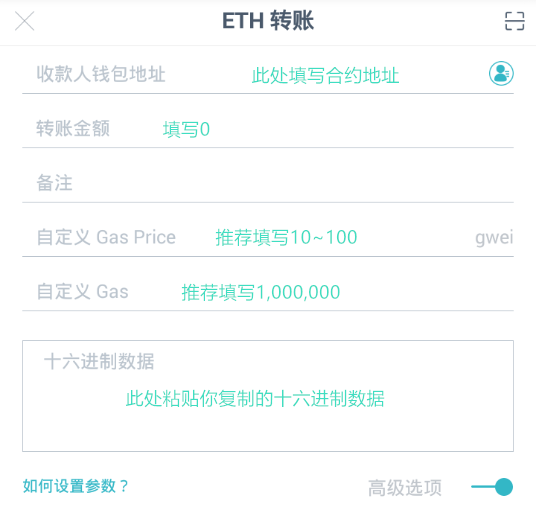 ETH 转账
收款人钱包地址 此处填写合约地址
转账金额 填写0
备注
自定义 Gas Price 推荐填写10~100 gwei
自定义 Gas 推荐填写1,000,000
十六进制数据
此处粘贴你复制的十六进制数据
如何设置参数？ 高级选项